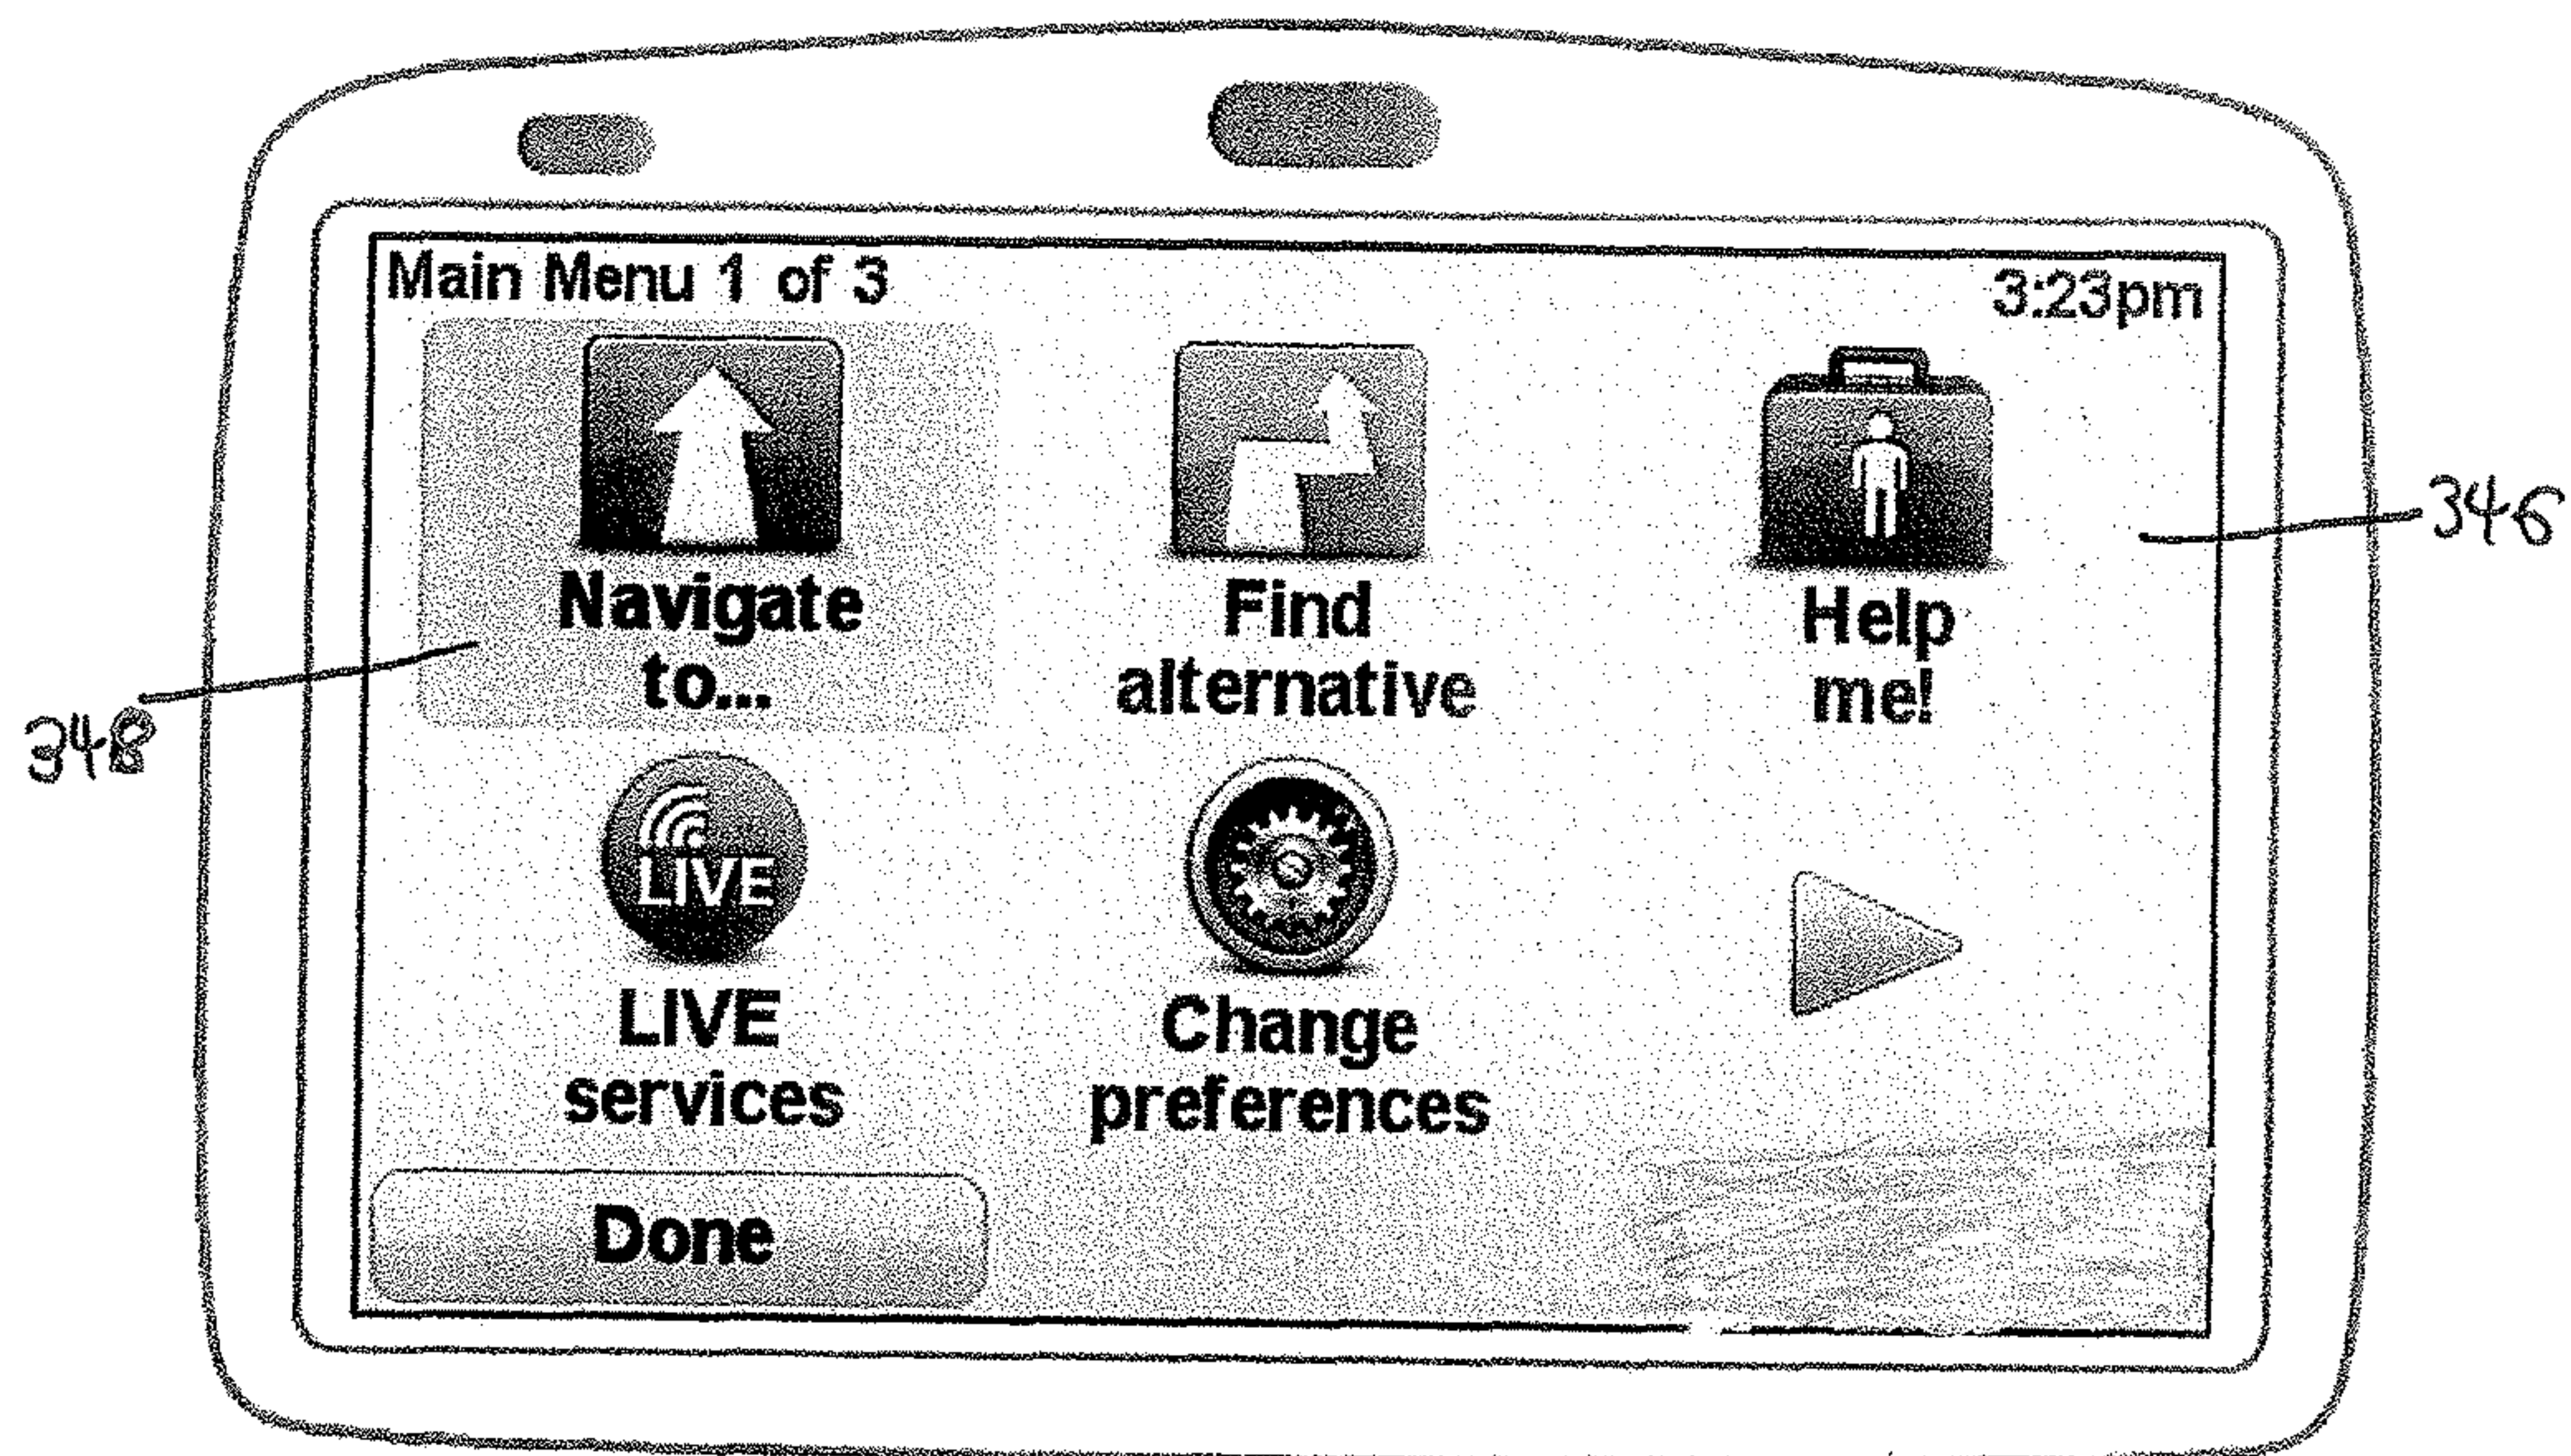 Main Menu 1 of 3
3:23pm
Navigate
to...
Find
alternative
Help
me!
346
348
LIVE
LIVE
services
Change
preferences
Done